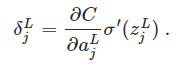 δ_j^L = ∂C/∂a_j^L σ′(z_j^L) .